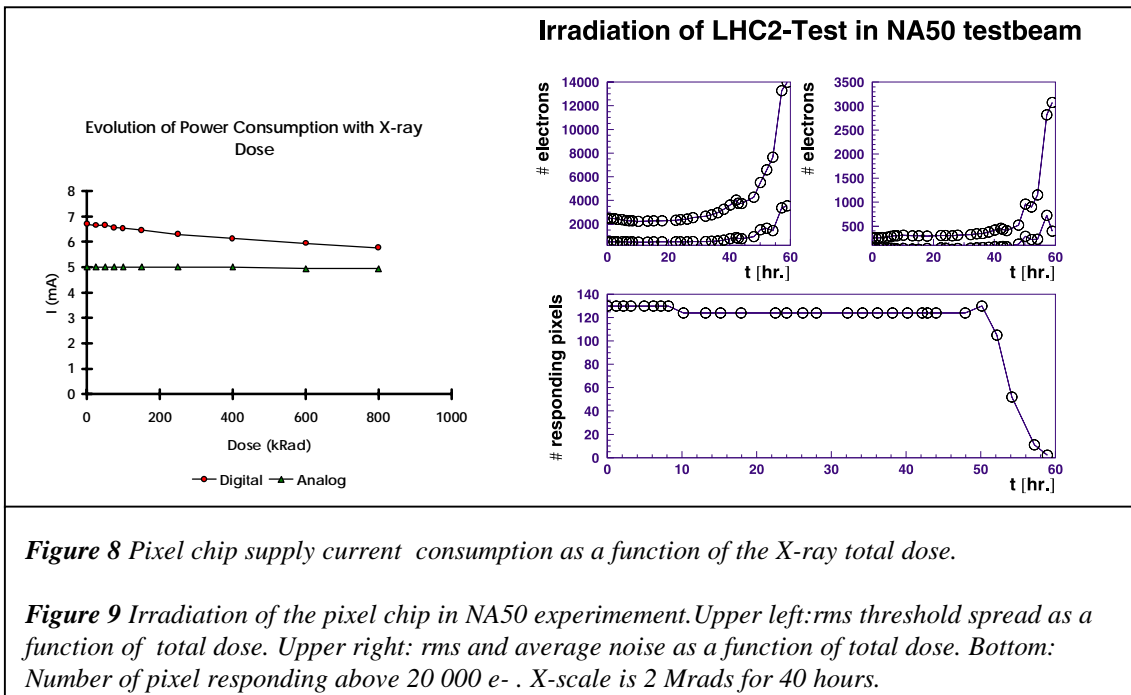 Irradiation of LHC2-Test in NA50 testbeam
Evolution of Power Consumption with X-ray
Dose
8
7
6
5
4
3
2
1
0
I (mA)
0 200 400 600 800 1000
Dose (kRad)
Digital Analog
14000
12000
10000
8000
6000
4000
2000
# electrons
0 20 40 60
t [hr.]
3500
3000
2500
2000
1500
1000
500
# electrons
0 20 40 60
t [hr.]
140
120
100
80
60
40
20
0
# responding pixels
0 10 20 30 40 50 60
t [hr.]
Figure 8 Pixel chip supply current consumption as a function of the X-ray total dose.
Figure 9 Irradiation of the pixel chip in NA50 experimement.Upper left:rms threshold spread as a
function of total dose. Upper right: rms and average noise as a function of total dose. Bottom:
Number of pixel responding above 20 000 e- . X-scale is 2 Mrads for 40 hours.